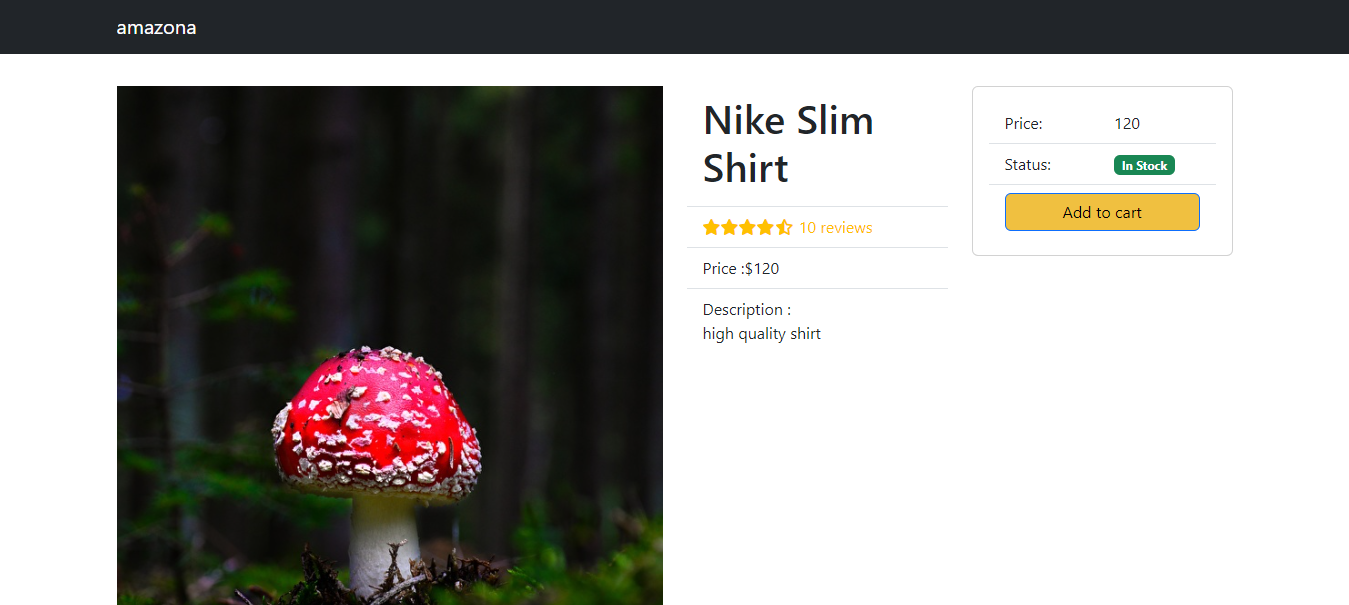 amazona
Nike Slim
Shirt
10 reviews
Price :$120
Description :
high quality shirt
Price: 120
Status: In Stock
Add to cart